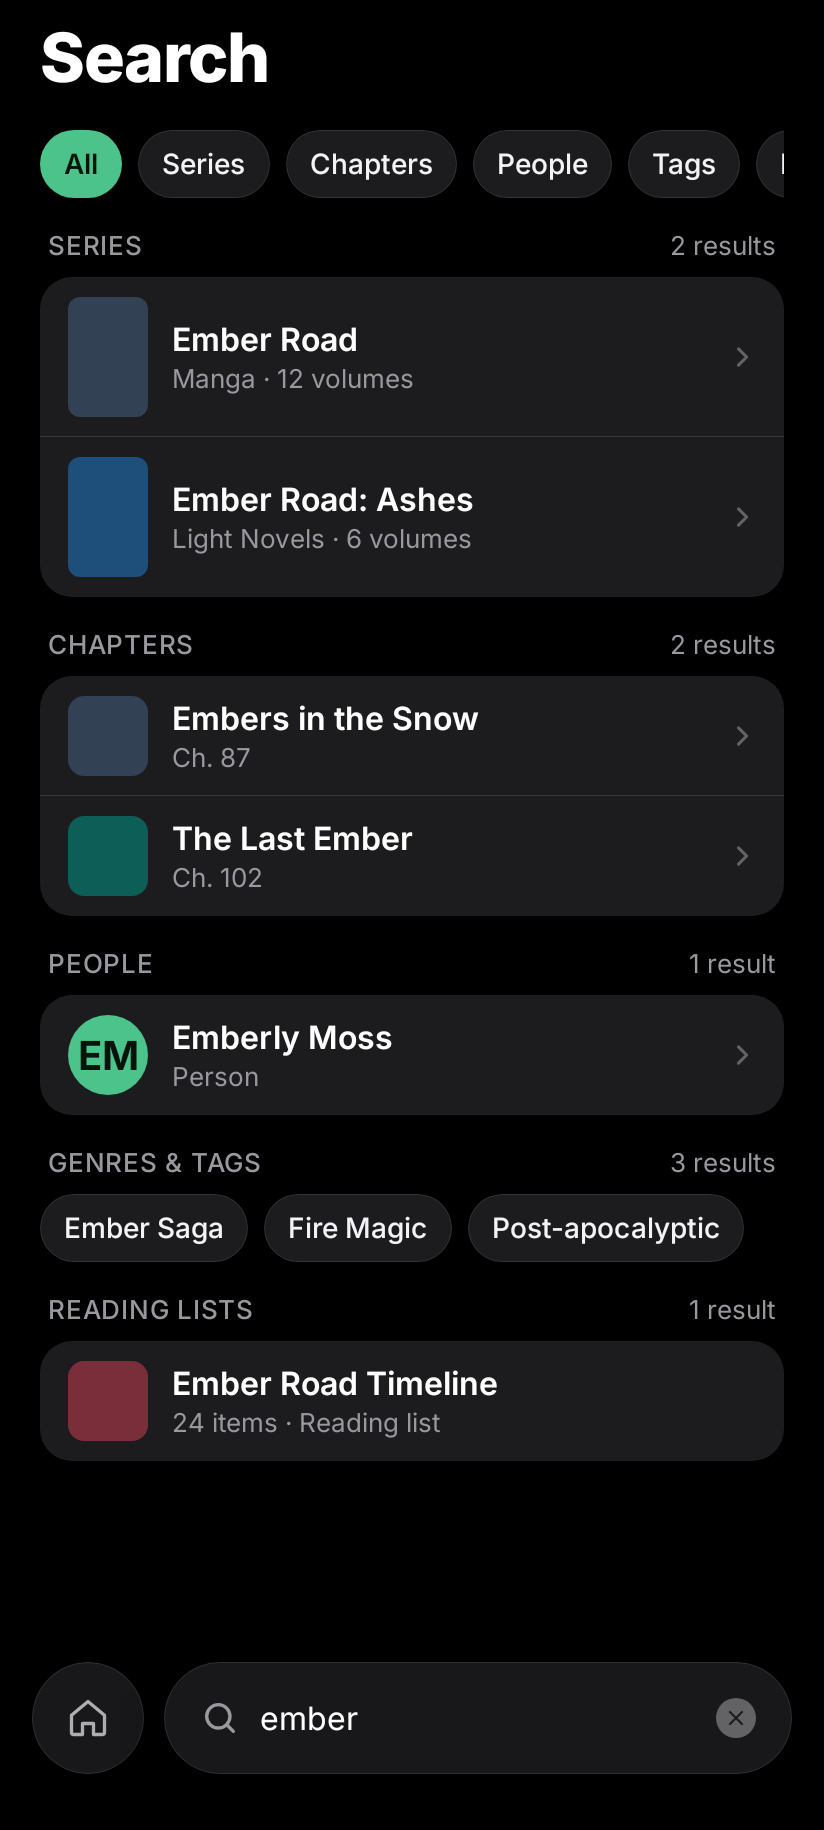 Search
All Series Chapters People Tags
SERIES 2 results
Ember Road
Manga · 12 volumes
Ember Road: Ashes
Light Novels · 6 volumes
CHAPTERS 2 results
Embers in the Snow
Ch. 87
The Last Ember
Ch. 102
PEOPLE 1 result
EM
Emberly Moss
Person
GENRES & TAGS 3 results
Ember Saga Fire Magic Post-apocalyptic
READING LISTS 1 result
Ember Road Timeline
24 items · Reading list
ember